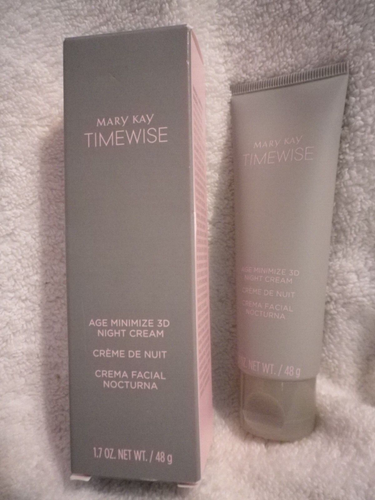 MARY KAY
TIMEWISE
AGE MINIMIZE 3D
NIGHT CREAM
CRÈME DE NUIT
CREMA FACIAL
NOCTURNA
1.7 OZ. NET WT. / 48 g
MARY KAY
TIMEWISE
AGE MINIMIZE 3D
NIGHT CREAM
CRÈME DE NUIT
CREMA FACIAL
NOCTURNA
OZ. NET WT. / 48 g